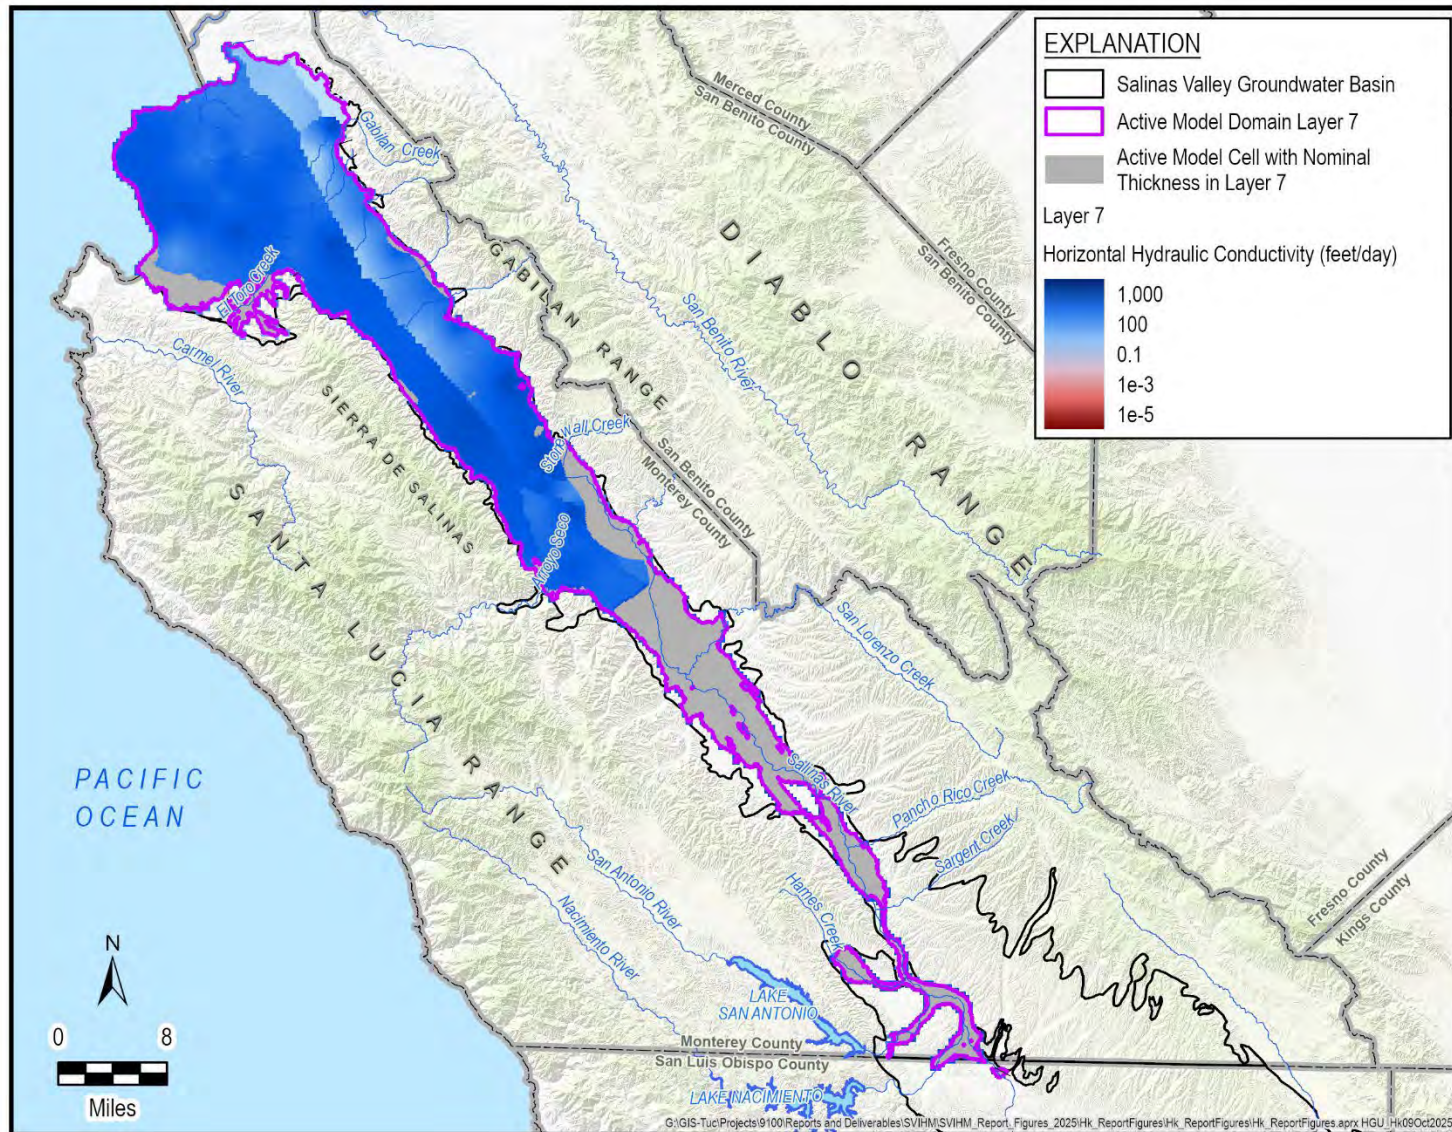 EXPLANATION
Salinas Valley Groundwater Basin
Active Model Domain Layer 7
Active Model Cell with Nominal
Thickness in Layer 7
Layer 7
Horizontal Hydraulic Conductivity (feet/day)
1,000
100
0.1
1e-3
1e-5
Merced County
San Benito County
Fresno County
San Benito County
Gabilan Creek
DIABLO RANGE
GABILAN RANGE
San Benito River
El Toro Creek
Carmel River
SIERRA DE SALINAS
Stone Wall Creek
San Benito County
Monterey County
SANTA LUCIA RANGE
Arroyo Seco
San Lorenzo Creek
PACIFIC
OCEAN
Salinas River
Pancho Rico Creek
Sargent Creek
San Antonio River
Nacimiento River
Hames Creek
Fresno County
Kings County
N
0 8
Miles
LAKE
SAN ANTONIO
Monterey County
San Luis Obispo County
LAKE NACIMIENTO